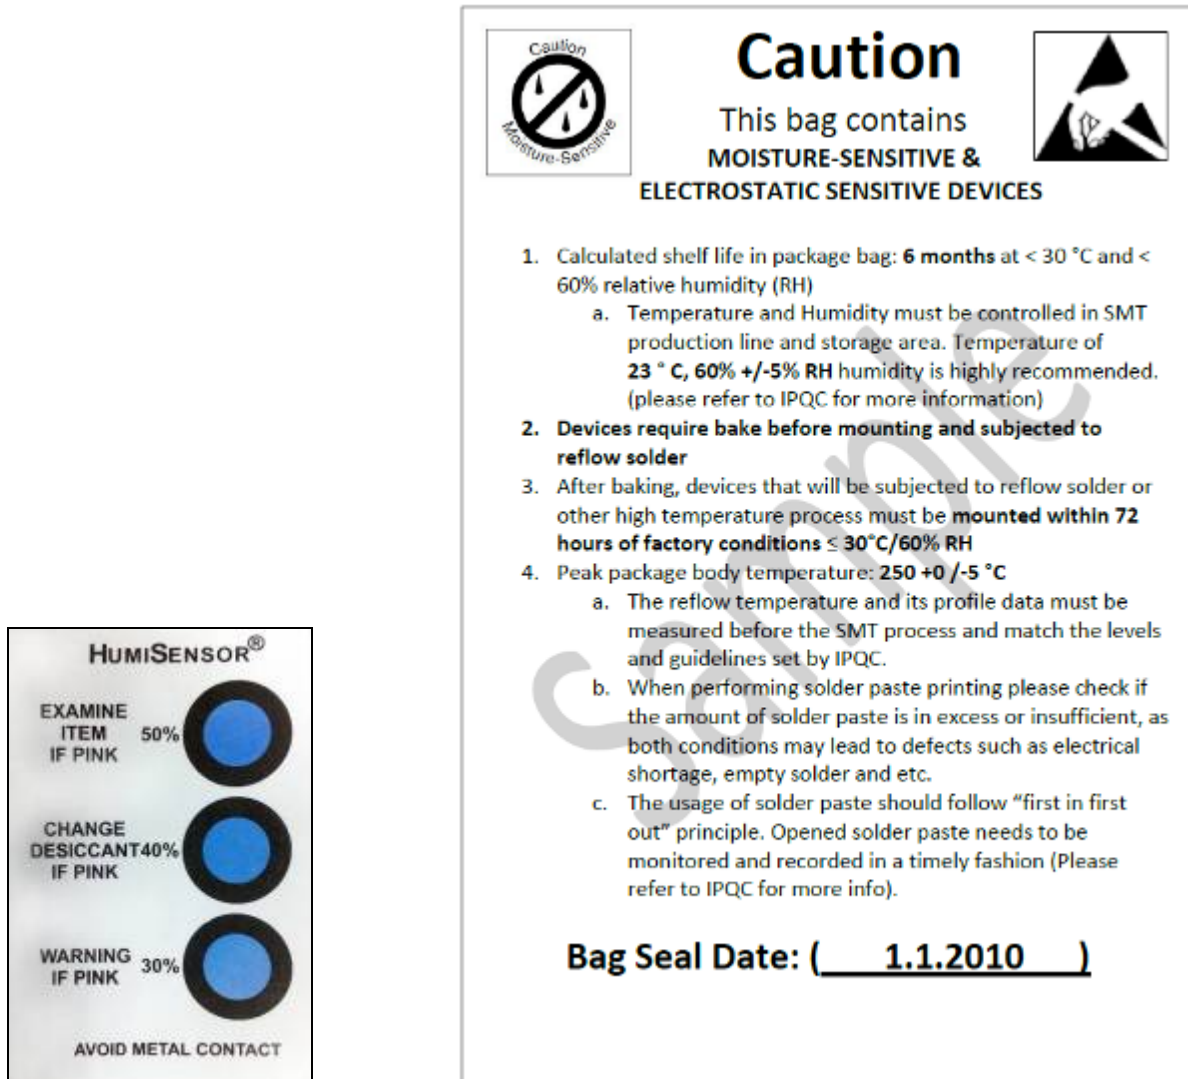 HUMISENSOR®
EXAMINE
ITEM 50%
IF PINK
CHANGE
DESICCANT 40%
IF PINK
WARNING 30%
IF PINK
AVOID METAL CONTACT
Caution
Moisture-Sensitive
Caution
This bag contains
MOISTURE-SENSITIVE &
ELECTROSTATIC SENSITIVE DEVICES
1. Calculated shelf life in package bag: 6 months at < 30 °C and <
60% relative humidity (RH)
a. Temperature and Humidity must be controlled in SMT
production line and storage area. Temperature of
23 ° C, 60% +/-5% RH humidity is highly recommended.
(please refer to IPQC for more information)
2. Devices require bake before mounting and subjected to
reflow solder
3. After baking, devices that will be subjected to reflow solder or
other high temperature process must be mounted within 72
hours of factory conditions ≤ 30°C/60% RH
4. Peak package body temperature: 250 +0 /-5 °C
a. The reflow temperature and its profile data must be
measured before the SMT process and match the levels
and guidelines set by IPQC.
b. When performing solder paste printing please check if
the amount of solder paste is in excess or insufficient, as
both conditions may lead to defects such as electrical
shortage, empty solder and etc.
c. The usage of solder paste should follow “first in first
out” principle. Opened solder paste needs to be
monitored and recorded in a timely fashion (Please
refer to IPQC for more info).
Bag Seal Date: ( 1.1.2010 )
Sample